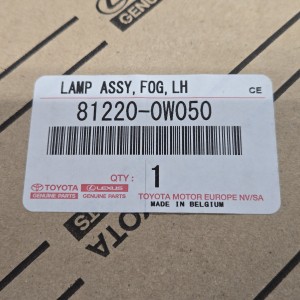 LAMP ASSY, FOG, LH
CE
81220-0W050
TOYOTA LEXUS
GENUINE PARTS GENUINE PARTS
QTY: 1
TOYOTA MOTOR EUROPE NV/SA
MADE IN BELGIUM
TOYOTA